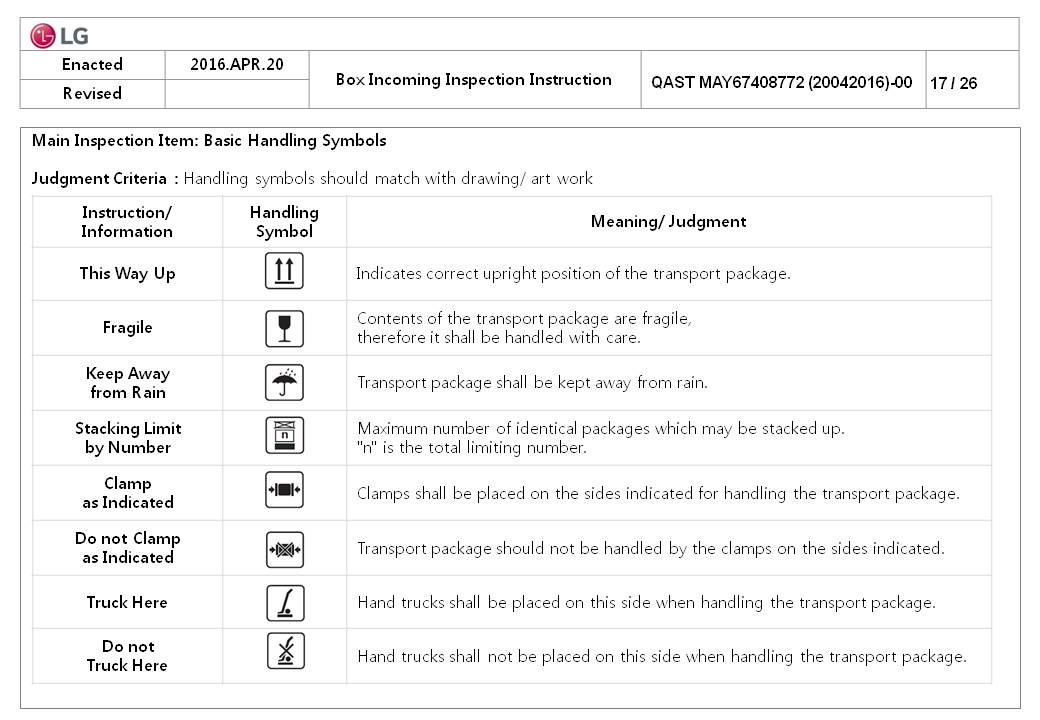 LG
Enacted
2016.APR.20
Box Incoming Inspection Instruction
QAST MAY67408772 (20042016)-00
17 / 26
Revised
Main Inspection Item: Basic Handling Symbols
Judgment Criteria : Handling symbols should match with drawing/ art work
Instruction/
Information
Handling
Symbol
Meaning/ Judgment
This Way Up
Indicates correct upright position of the transport package.
Fragile
Contents of the transport package are fragile,
therefore it shall be handled with care.
Keep Away
from Rain
Transport package shall be kept away from rain.
Stacking Limit
by Number
n
Maximum number of identical packages which may be stacked up.
"n" is the total limiting number.
Clamp
as Indicated
Clamps shall be placed on the sides indicated for handling the transport package.
Do not Clamp
as Indicated
Transport package should not be handled by the clamps on the sides indicated.
Truck Here
Hand trucks shall be placed on this side when handling the transport package.
Do not
Truck Here
Hand trucks shall not be placed on this side when handling the transport package.